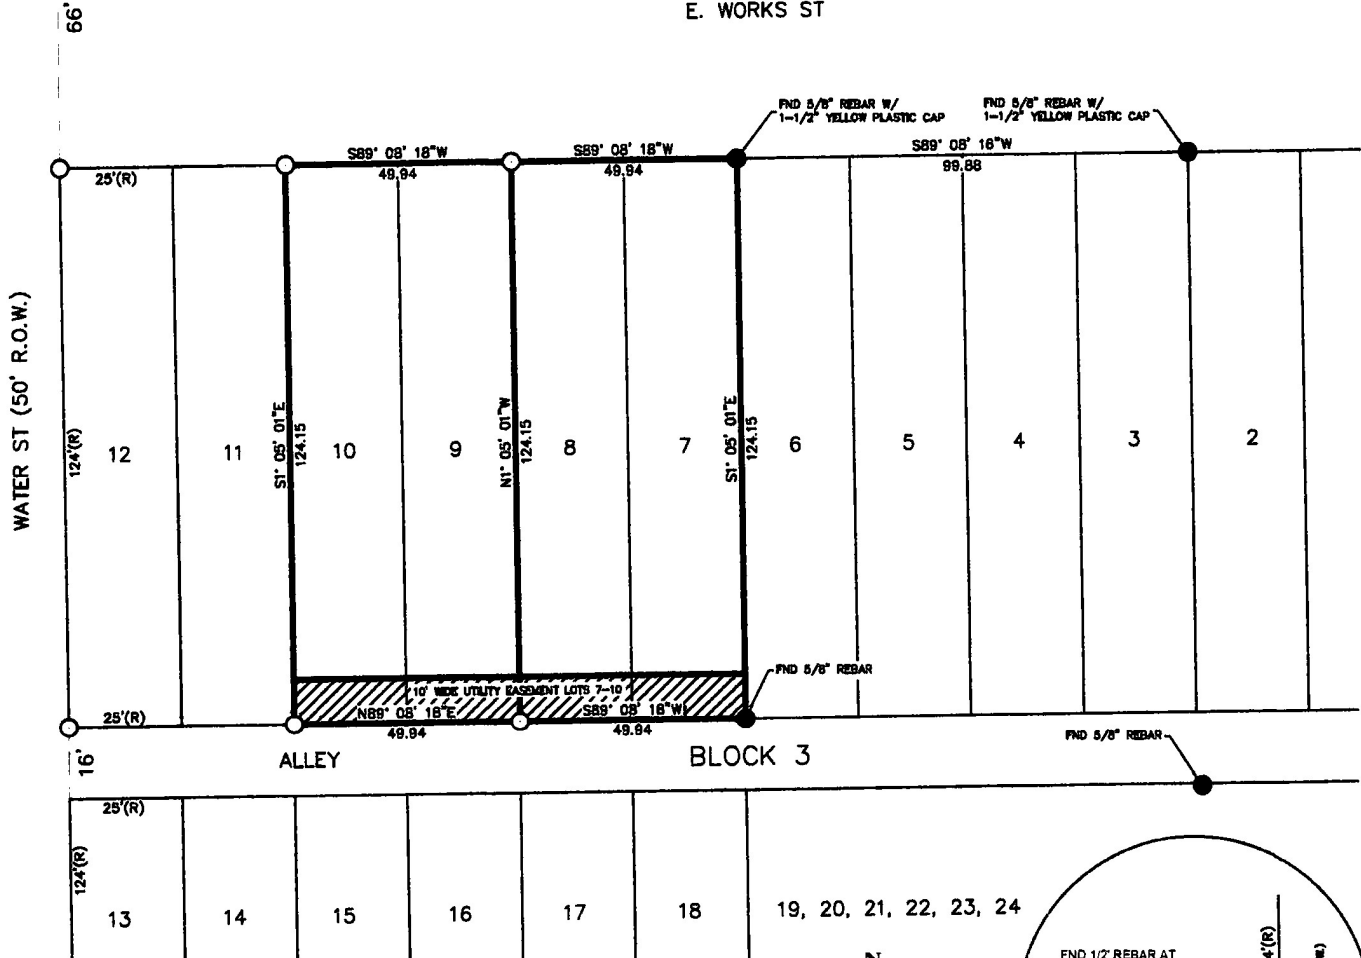 66'
E. WORKS ST
FND 5/8" REBAR W/
1-1/2" YELLOW PLASTIC CAP
FND 5/8" REBAR W/
1-1/2" YELLOW PLASTIC CAP
S89° 08' 18"W
49.94
S89° 08' 18"W
49.94
S89° 08' 16"W
99.88
25'(R)
WATER ST (50' R.O.W.)
124'(R)
12
11
S1° 05' 01"E
124.15
10
9
N1° 05' 01"W
124.15
8
7
S1° 05' 01"E
124.15
6
5
4
3
2
10' WIDE UTILITY EASEMENT LOTS 7-10
FND 5/8" REBAR
25'(R)
N89° 08' 18"E
49.94
S89° 08' 18"W
49.94
16'
ALLEY
BLOCK 3
FND 5/8" REBAR
25'(R)
124'(R)
13
14
15
16
17
18
19, 20, 21, 22, 23, 24
FND 1/2" REBAR AT
4'(R)